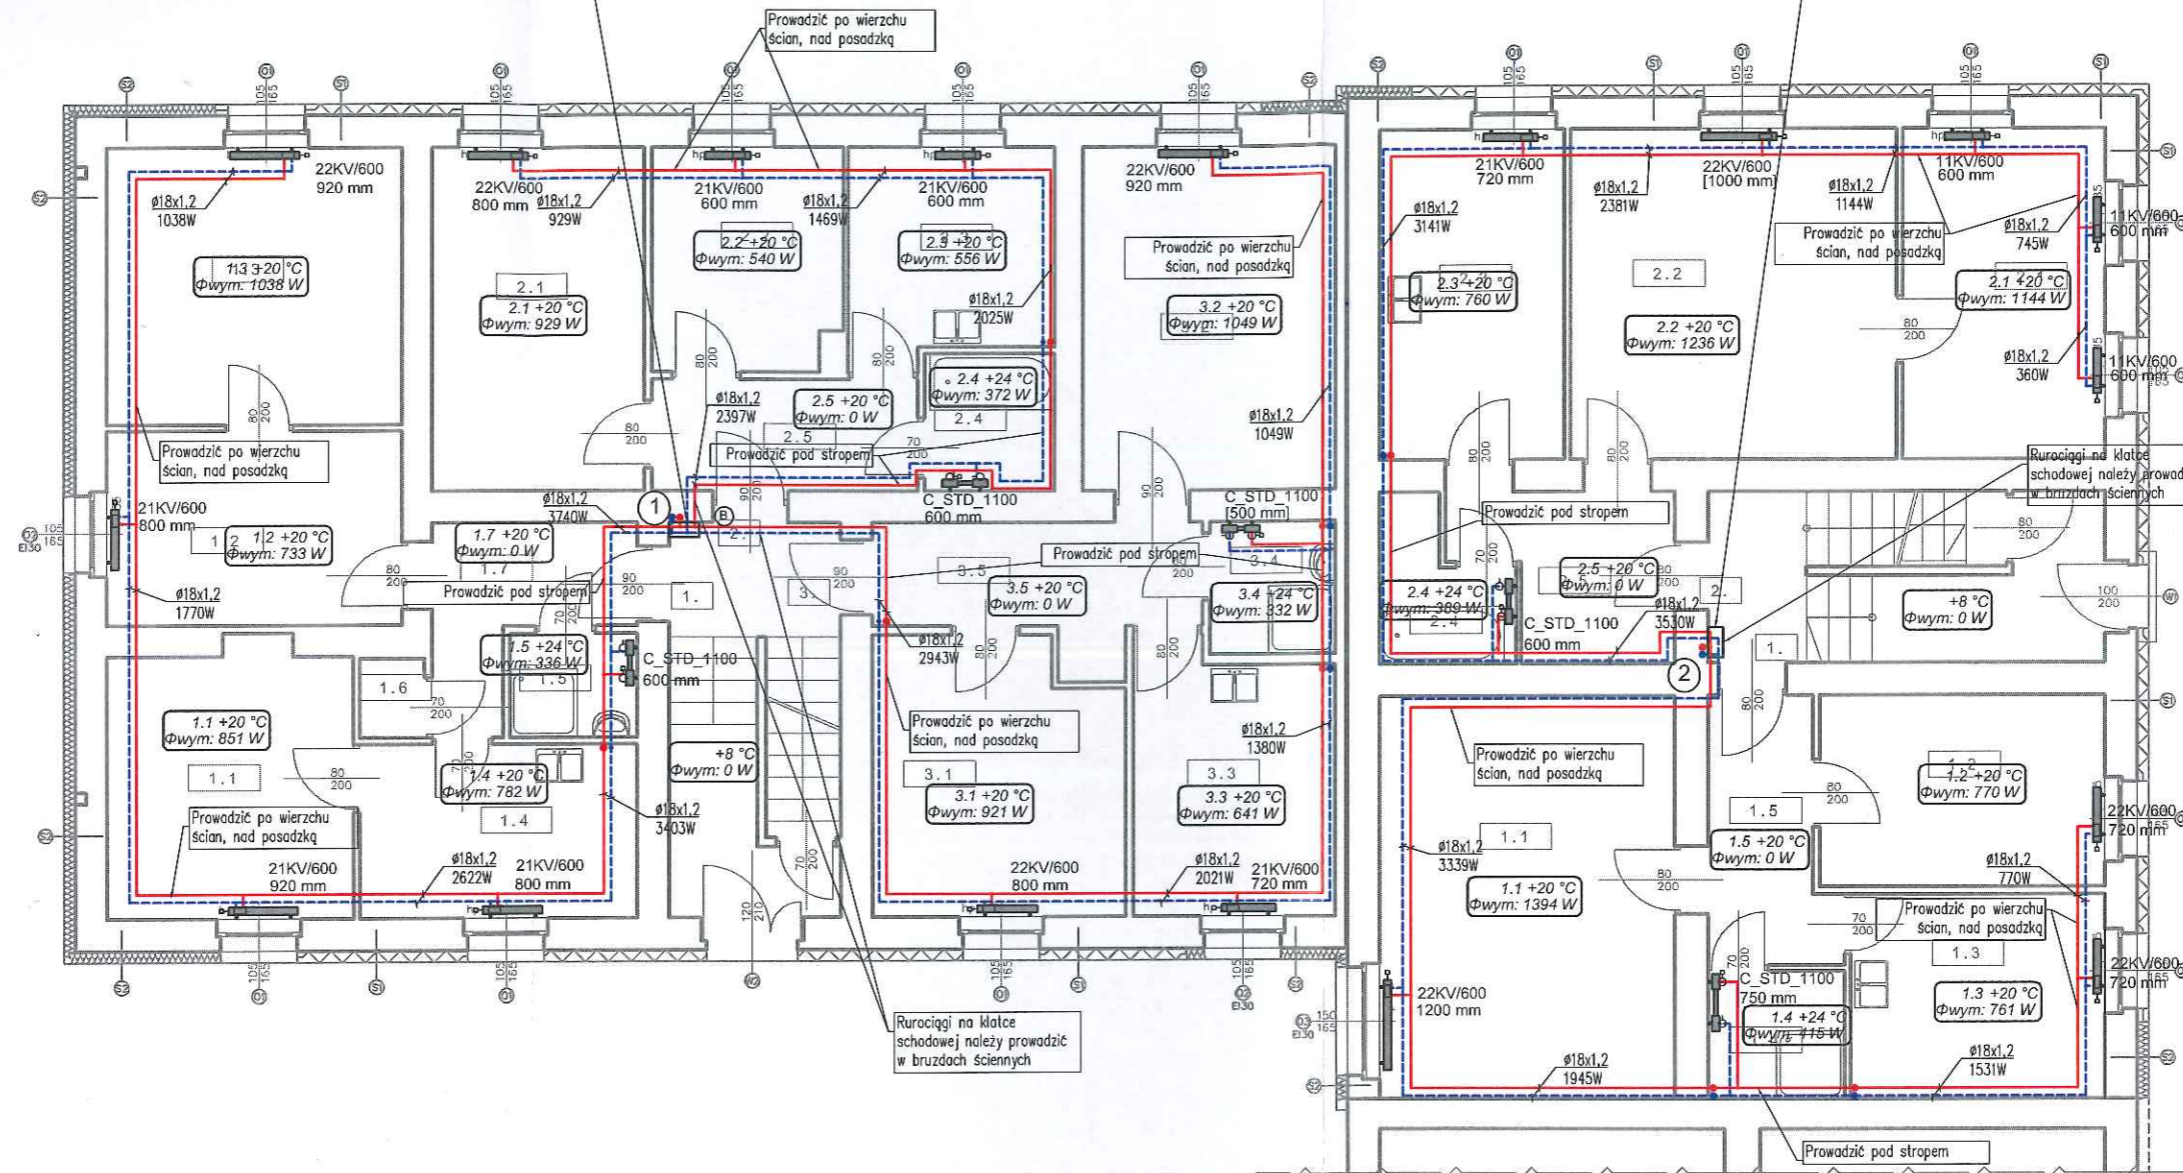 Prowadzić po wierzchu
ścian, nad posadzką
22KV/600
920 mm
ø18x1,2
1038W
1.3 +20 °C
Φwym: 1038 W
22KV/600
800 mm
ø18x1,2
929W
21KV/600
600 mm
ø18x1,2
1469W
21KV/600
600 mm
22KV/600
920 mm
2.1
2.1 +20 °C
Φwym: 929 W
2.2 +20 °C
Φwym: 540 W
2.3 +20 °C
Φwym: 556 W
ø18x1,2
2025W
Prowadzić po wierzchu
ścian, nad posadzką
3.2 +20 °C
Φwym: 1049 W
ø18x1,2
1049W
21KV/600
720 mm
ø18x1,2
3141W
ø18x1,2
2381W
22KV/600
[1000 mm]
ø18x1,2
1144W
11KV/600
600 mm
Prowadzić po wierzchu
ścian, nad posadzką
ø18x1,2
745W
11KV/600
600 mm
2.3 +20 °C
Φwym: 760 W
2.2
2.2 +20 °C
Φwym: 1236 W
2.1 +20 °C
Φwym: 1144 W
ø18x1,2
360W
11KV/600
600 mm
Prowadzić po wierzchu
ścian, nad posadzką
ø18x1,2
2397W
2.5 +20 °C
Φwym: 0 W
2.5
2.4 +24 °C
Φwym: 372 W
2.4
Prowadzić pod stropem
C_STD_1100
600 mm
C_STD_1100
[500 mm]
Rurociągi na klatce
schodowej należy prowad
w bruzdach ściennych
21KV/600
800 mm
1.2 +20 °C
Φwym: 733 W
ø18x1,2
3740W
1
B
2.
1.7 +20 °C
Φwym: 0 W
1.7
Prowadzić pod stropem
1.
3.
3.5
3.5 +20 °C
Φwym: 0 W
Prowadzić pod stropem
3.4
3.4 +24 °C
Φwym: 332 W
Prowadzić pod stropem
2.5 +20 °C
Φwym: 0 W
2.
2.4 +24 °C
Φwym: 389 W
2.4
C_STD_1100
600 mm
ø18x1,2
3530W
+8 °C
Φwym: 0 W
1.
2
ø18x1,2
1770W
1.5 +24 °C
Φwym: 336 W
1.5
1.6
C_STD_1100
600 mm
ø18x1,2
2943W
1.1 +20 °C
Φwym: 851 W
1.1
1.4 +20 °C
Φwym: 782 W
1.4
+8 °C
Φwym: 0 W
Prowadzić po wierzchu
ścian, nad posadzką
3.1
3.1 +20 °C
Φwym: 921 W
3.3
3.3 +20 °C
Φwym: 641 W
ø18x1,2
1380W
Prowadzić po wierzchu
ścian, nad posadzką
1.2 +20 °C
Φwym: 770 W
1.5
1.5 +20 °C
Φwym: 0 W
22KV/600
720 mm
Prowadzić po wierzchu
ścian, nad posadzką
21KV/600
920 mm
ø18x1,2
2622W
21KV/600
800 mm
ø18x1,2
3403W
22KV/600
800 mm
ø18x1,2
2021W
21KV/600
720 mm
ø18x1,2
3339W
1.1
1.1 +20 °C
Φwym: 1394 W
ø18x1,2
770W
Prowadzić po wierzchu
ścian, nad posadzką
1.3
1.3 +20 °C
Φwym: 761 W
22KV/600
720 mm
22KV/600
1200 mm
C_STD_1100
750 mm
1.4 +24 °C
Φwym: 415 W
ø18x1,2
1945W
ø18x1,2
1531W
Rurociągi na klatce
schodowej należy prowadzić
w bruzdach ściennych
Prowadzić pod stropem